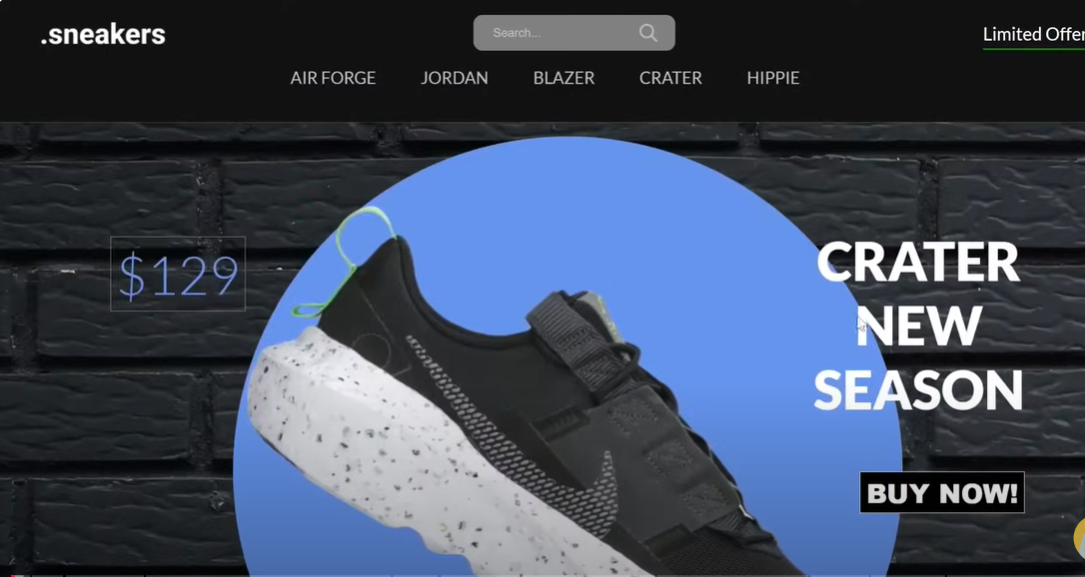 .sneakers
Search...
Limited Offer
AIR FORGE JORDAN BLAZER CRATER HIPPIE
$129
CRATER
NEW
SEASON
BUY NOW!